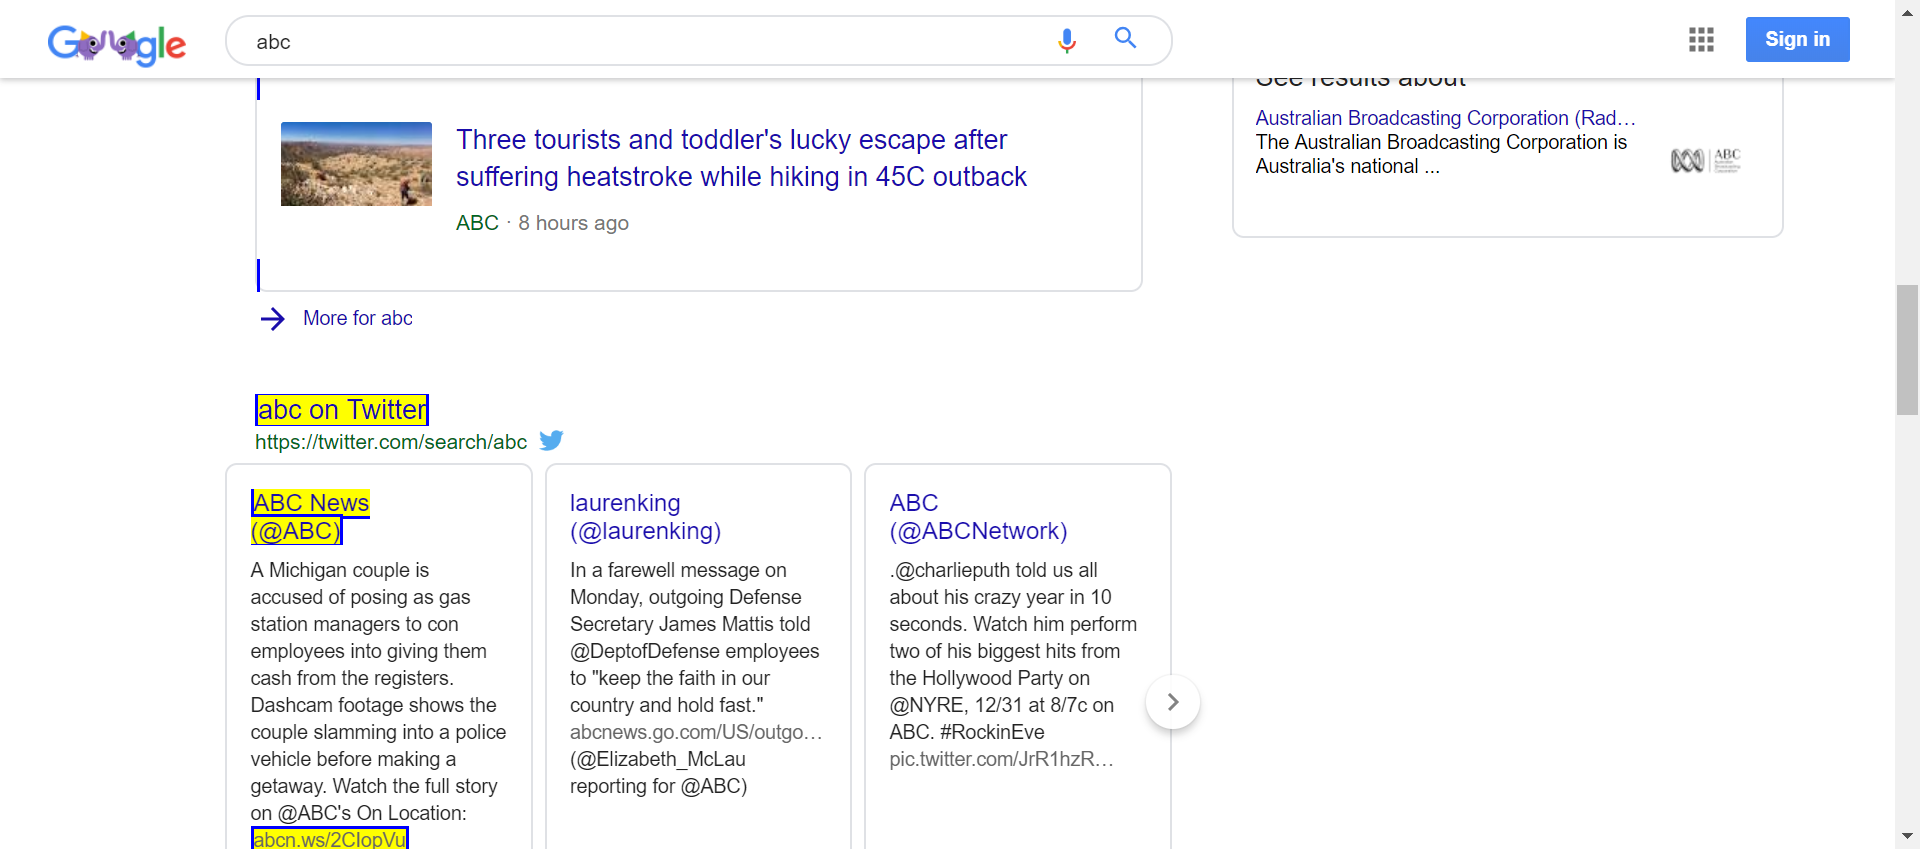 Google
abc
Sign in
See results about
Three tourists and toddler's lucky escape after
suffering heatstroke while hiking in 45C outback
ABC · 8 hours ago
Australian Broadcasting Corporation (Rad…
The Australian Broadcasting Corporation is
Australia's national ...
ABC
More for abc
abc on Twitter
https://twitter.com/search/abc
ABC News
(@ABC)
A Michigan couple is
accused of posing as gas
station managers to con
employees into giving them
cash from the registers.
Dashcam footage shows the
couple slamming into a police
vehicle before making a
getaway. Watch the full story
on @ABC's On Location:
abcn.ws/2CIopVu
laurenking
(@laurenking)
In a farewell message on
Monday, outgoing Defense
Secretary James Mattis told
@DeptofDefense employees
to "keep the faith in our
country and hold fast."
abcnews.go.com/US/outgo…
(@Elizabeth_McLau
reporting for @ABC)
ABC
(@ABCNetwork)
.@charlieputh told us all
about his crazy year in 10
seconds. Watch him perform
two of his biggest hits from
the Hollywood Party on
@NYRE, 12/31 at 8/7c on
ABC. #RockinEve
pic.twitter.com/JrR1hzR…